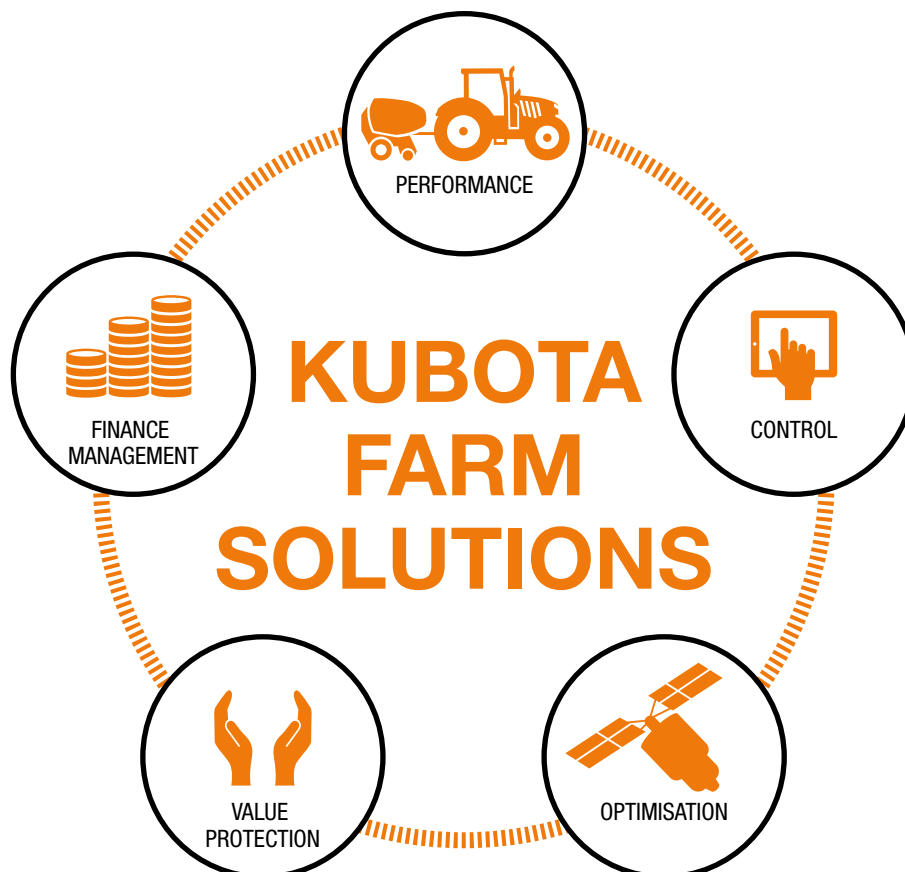 PERFORMANCE
KUBOTA
FARM
SOLUTIONS
CONTROL
OPTIMISATION
VALUE
PROTECTION
FINANCE
MANAGEMENT